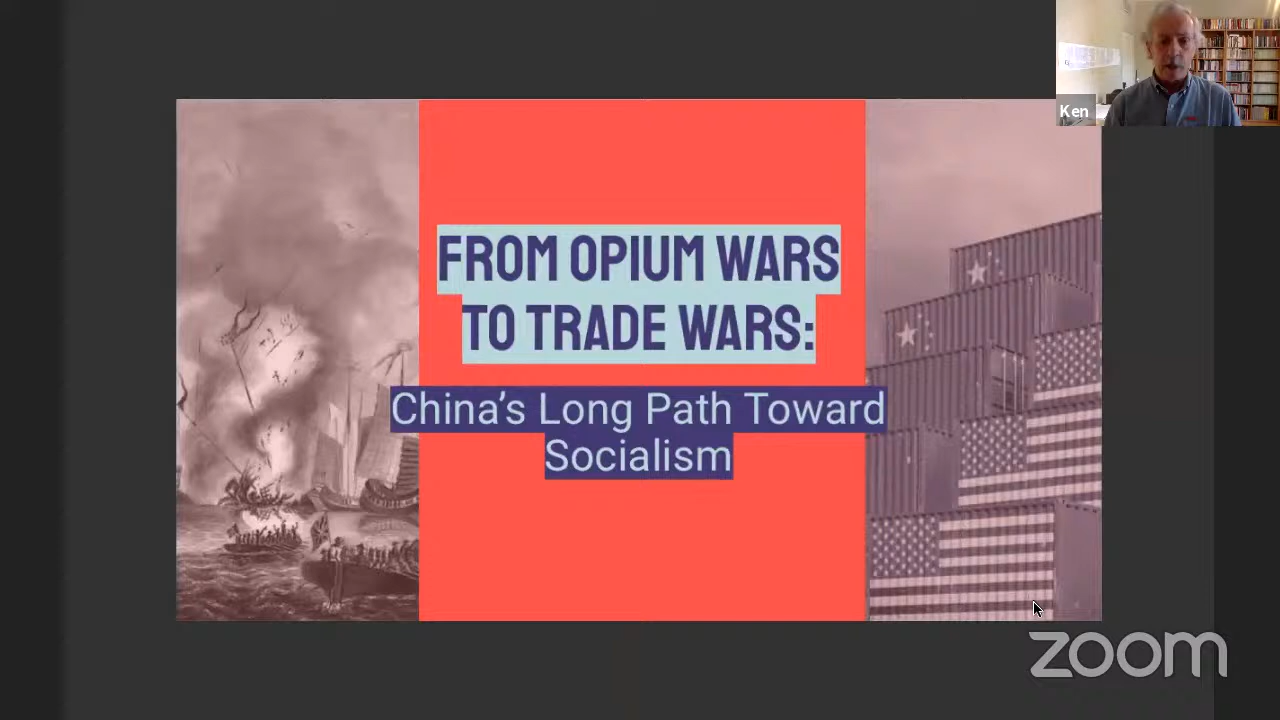 Ken
FROM OPIUM WARS
TO TRADE WARS:
China’s Long Path Toward
Socialism
zoom